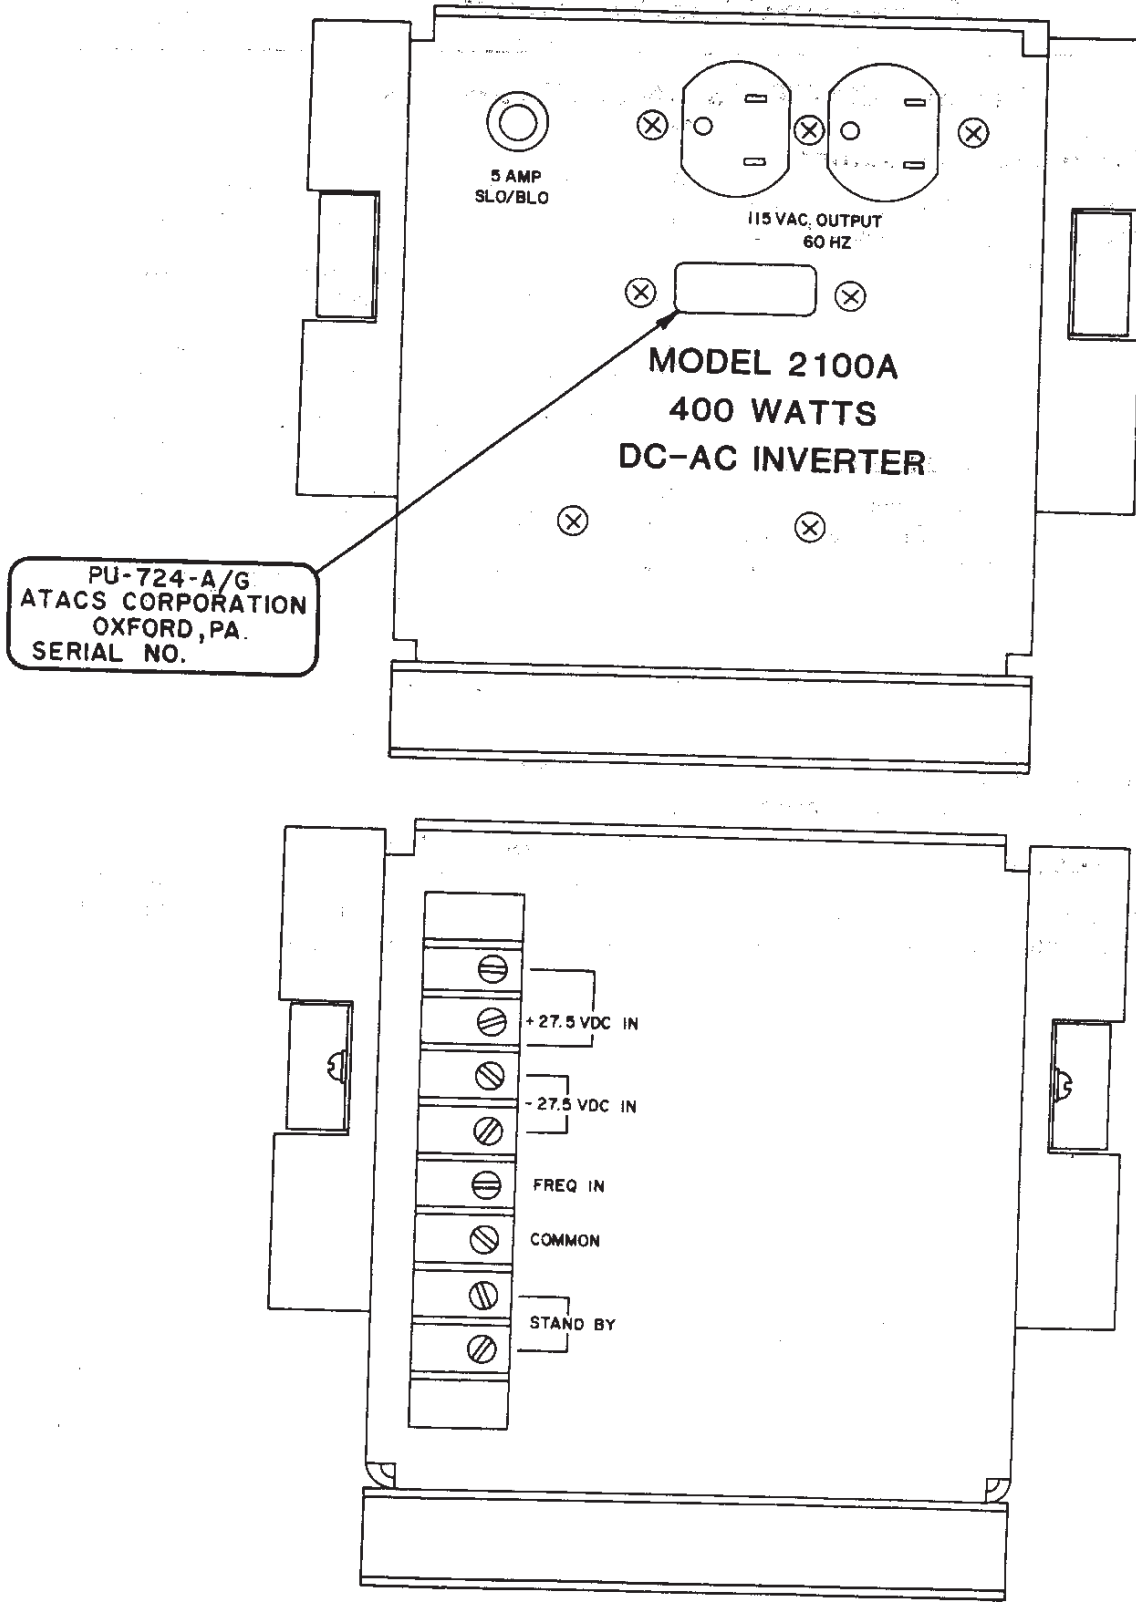 5 AMP
SLO/BLO
115 VAC. OUTPUT
60 HZ
MODEL 2100A
400 WATTS
DC-AC INVERTER
PU-724-A/G
ATACS CORPORATION
OXFORD, PA.
SERIAL NO.
+27.5 VDC IN
-27.5 VDC IN
FREQ IN
COMMON
STAND BY